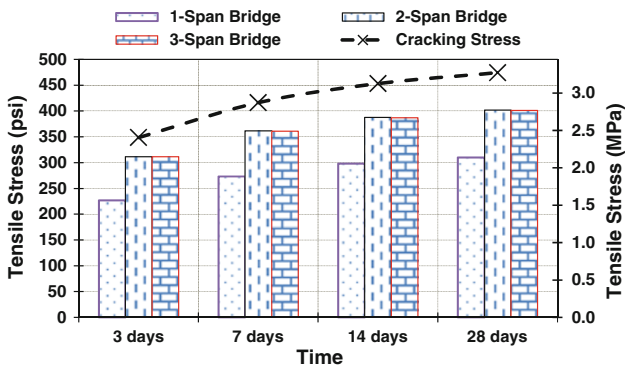 1-Span Bridge
2-Span Bridge
3-Span Bridge
Cracking Stress
Tensile Stress (psi)
500
450
400
350
300
250
200
150
100
50
0
3.0
2.5
2.0
1.5
1.0
0.5
0.0
Tensile Stress (MPa)
3 days
7 days
14 days
28 days
Time